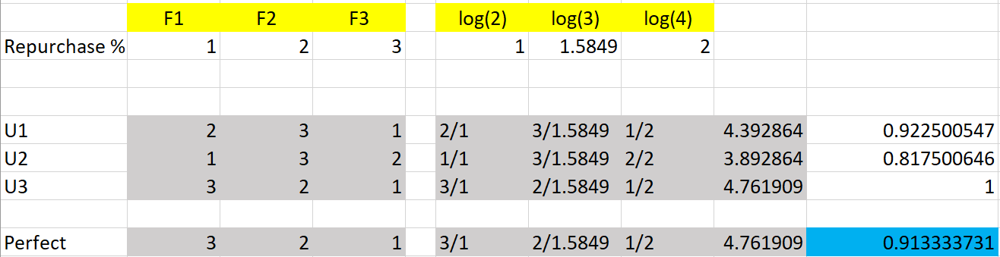 F1 F2 F3 log(2) log(3) log(4)
Repurchase % 1 2 3 1 1.5849 2
U1 2 3 1 2/1 3/1.5849 1/2 4.392864 0.922500547
U2 1 3 2 1/1 3/1.5849 2/2 3.892864 0.817500646
U3 3 2 1 3/1 2/1.5849 1/2 4.761909 1
Perfect 3 2 1 3/1 2/1.5849 1/2 4.761909 0.913333731